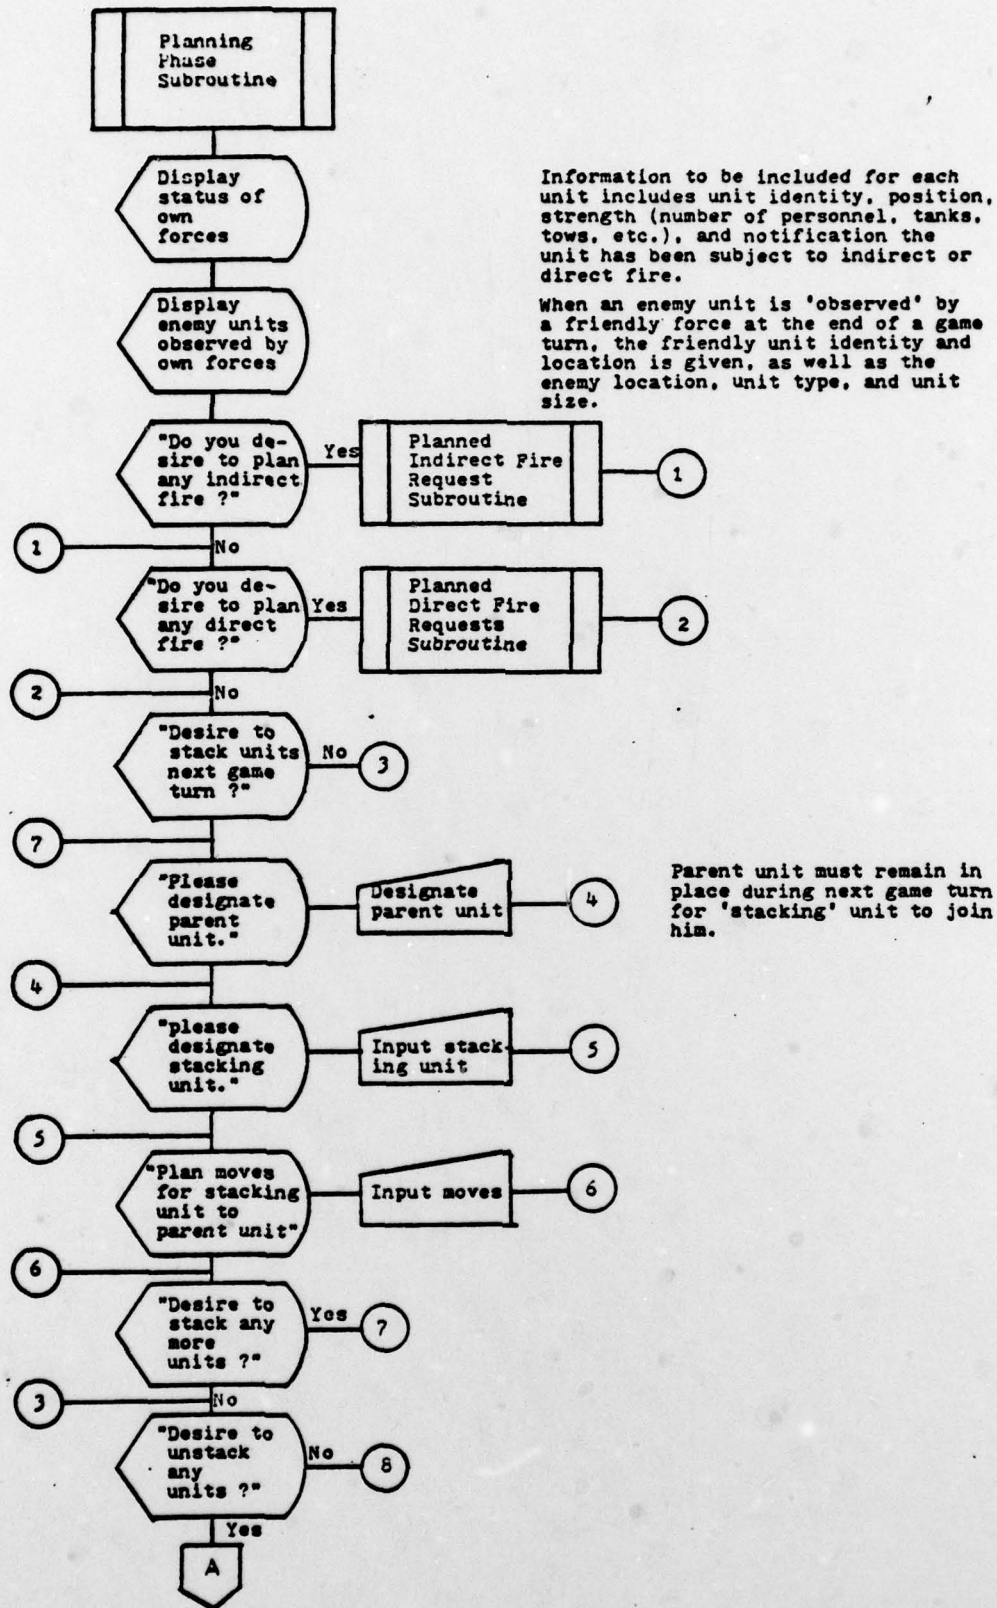 Planning
Phase
Subroutine
Display
status of
own
forces
Information to be included for each
unit includes unit identity, position,
strength (number of personnel, tanks,
tows, etc.), and notification the
unit has been subject to indirect or
direct fire.
Display
enemy units
observed by
own forces
When an enemy unit is 'observed' by
a friendly force at the end of a game
turn, the friendly unit identity and
location is given, as well as the
enemy location, unit type, and unit
size.
"Do you de-
sire to plan
any indirect
fire ?"
Yes
Planned
Indirect Fire
Request
Subroutine
1
1
No
"Do you de-
sire to plan
any direct
fire ?"
Yes
Planned
Direct Fire
Requests
Subroutine
2
2
No
"Desire to
stack units
next game
turn ?"
No
3
7
"Please
designate
parent
unit."
Designate
parent unit
4
Parent unit must remain in
place during next game turn
for 'stacking' unit to join
him.
4
"please
designate
stacking
unit."
Input stack-
ing unit
5
5
"Plan moves
for stacking
unit to
parent unit"
Input moves
6
6
"Desire to
stack any
more
units ?"
Yes
7
3
No
"Desire to
unstack
any
units ?"
No
8
Yes
A